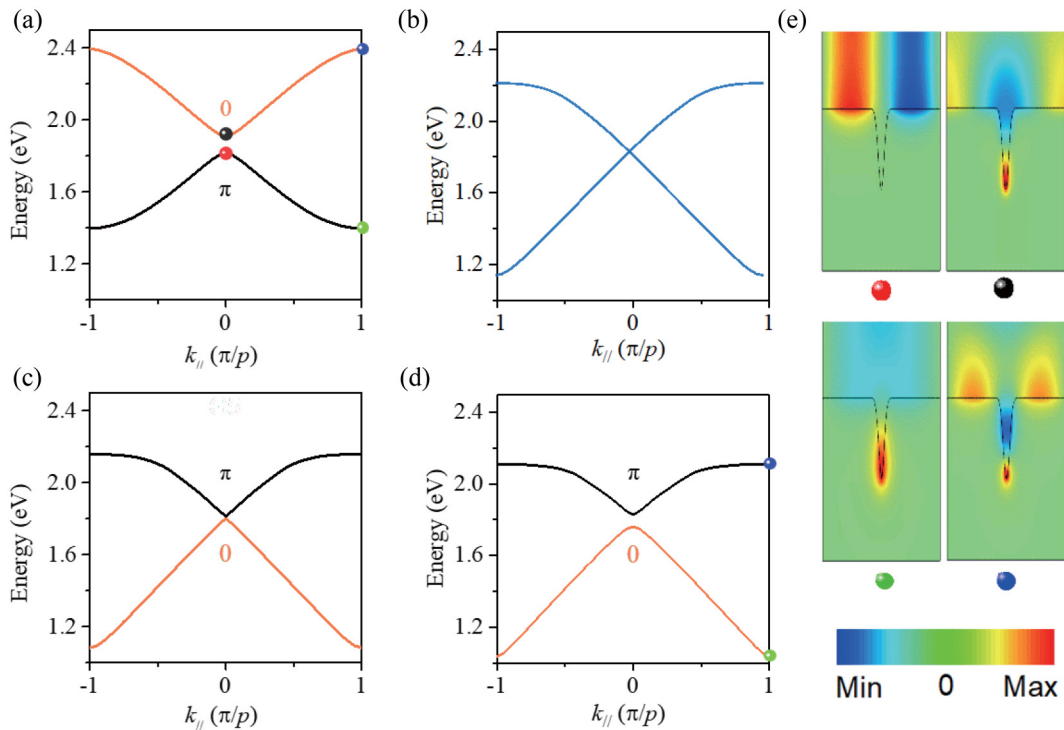 (a)
2.4
2.0
1.6
1.2
Energy (eV)
0
π
-1
0
1
k// (π/p)
(b)
2.4
2.0
1.6
1.2
Energy (eV)
-1
0
1
k// (π/p)
(c)
2.4
2.0
1.6
1.2
Energy (eV)
π
0
-1
0
1
k// (π/p)
(d)
2.4
2.0
1.6
1.2
Energy (eV)
π
0
-1
0
1
k// (π/p)
(e)
Min 0 Max